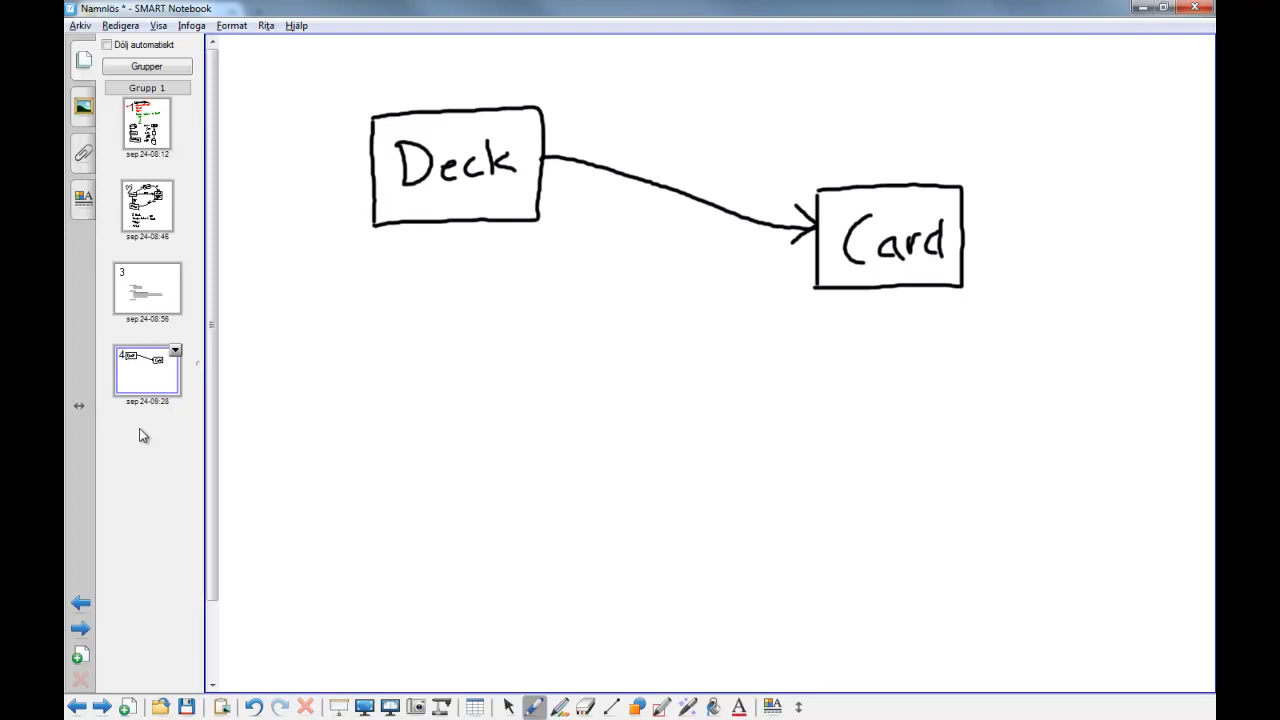 Namnlös * - SMART Notebook
Arkiv Redigera Visa Infoga Format Rita Hjälp
Dölj automatiskt
Grupper
Grupp 1
sep 24-08:12
sep 24-08:46
3
sep 24-08:56
4
sep 24-09:28
Deck
Card